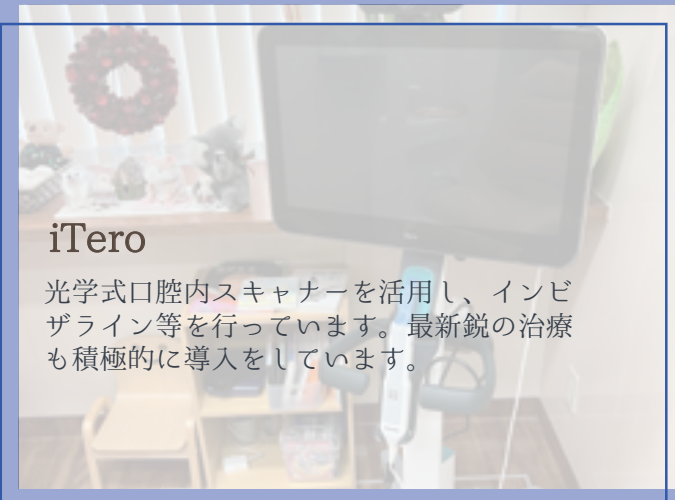 iTero
光学式口腔内スキャナーを活用し、インビ
ザライン等を行っています。最新鋭の治療
も積極的に導入をしています。